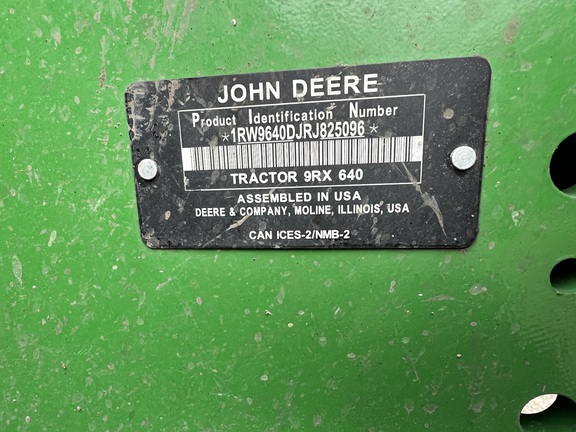 JOHN DEERE
Product Identification Number
*1RW9640DJRJ825096*
TRACTOR 9RX 640
ASSEMBLED IN USA
DEERE & COMPANY, MOLINE, ILLINOIS, USA
CAN ICES-2/NMB-2